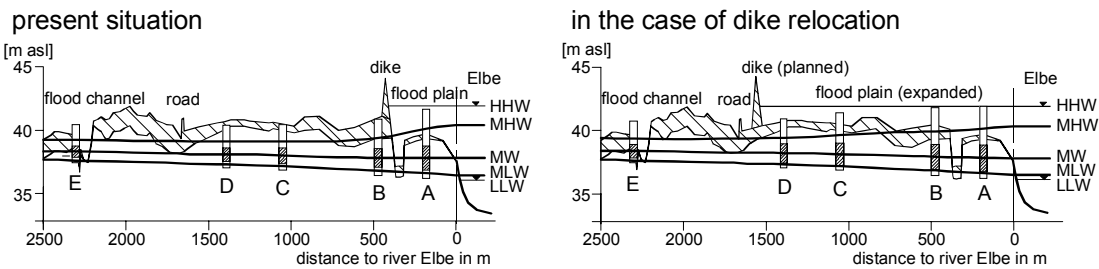 present situation
[m asl]
45
40
35
dike
Elbe
flood channel
road
flood plain
HHW
MHW
MW
MLW
LLW
E
D
C
B
A
2500
2000
1500
1000
500
0
distance to river Elbe in m
in the case of dike relocation
[m asl]
45
40
35
dike (planned)
Elbe
flood channel
road
flood plain (expanded)
HHW
MHW
MW
MLW
LLW
E
D
C
B
A
2500
2000
1500
1000
500
0
distance to river Elbe in m